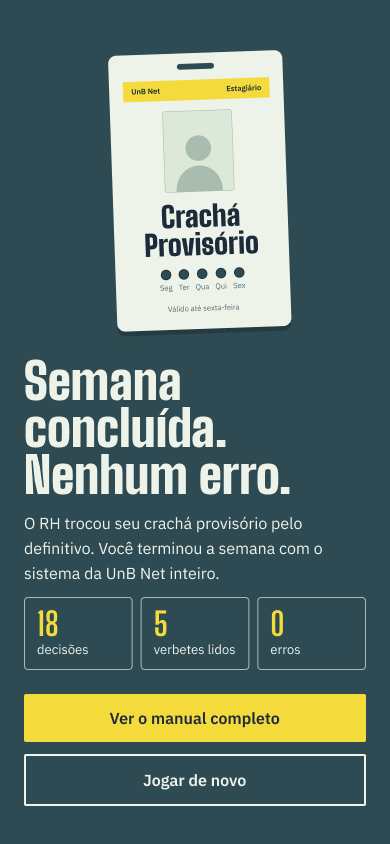 UnB Net Estagiário
Crachá
Provisório
Seg Ter Qua Qui Sex
Válido até sexta-feira
Semana
concluída.
Nenhum erro.
O RH trocou seu crachá provisório pelo
definitivo. Você terminou a semana com o
sistema da UnB Net inteiro.
18 5 0
decisões verbetes lidos erros
Ver o manual completo
Jogar de novo